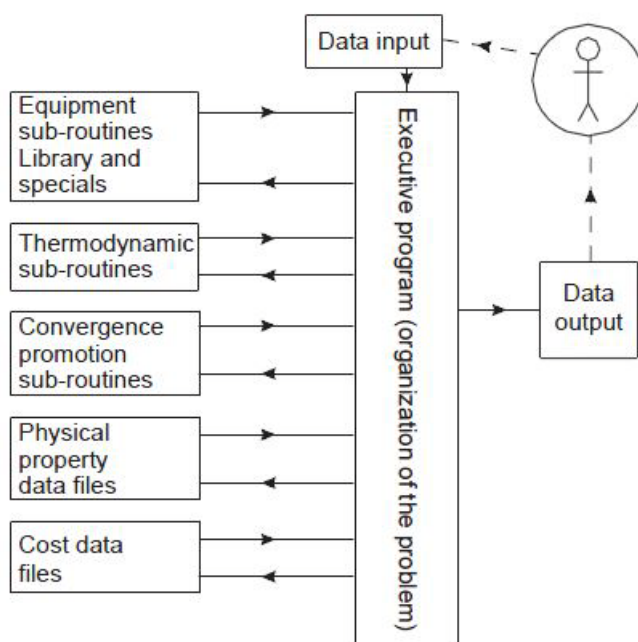 Data input
Equipment
sub-routines
Library and
specials
Thermodynamic
sub-routines
Convergence
promotion
sub-routines
Physical
property
data files
Cost data
files
Executive program (organization of the problem)
Data
output